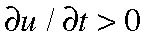 ∂u / ∂t > 0